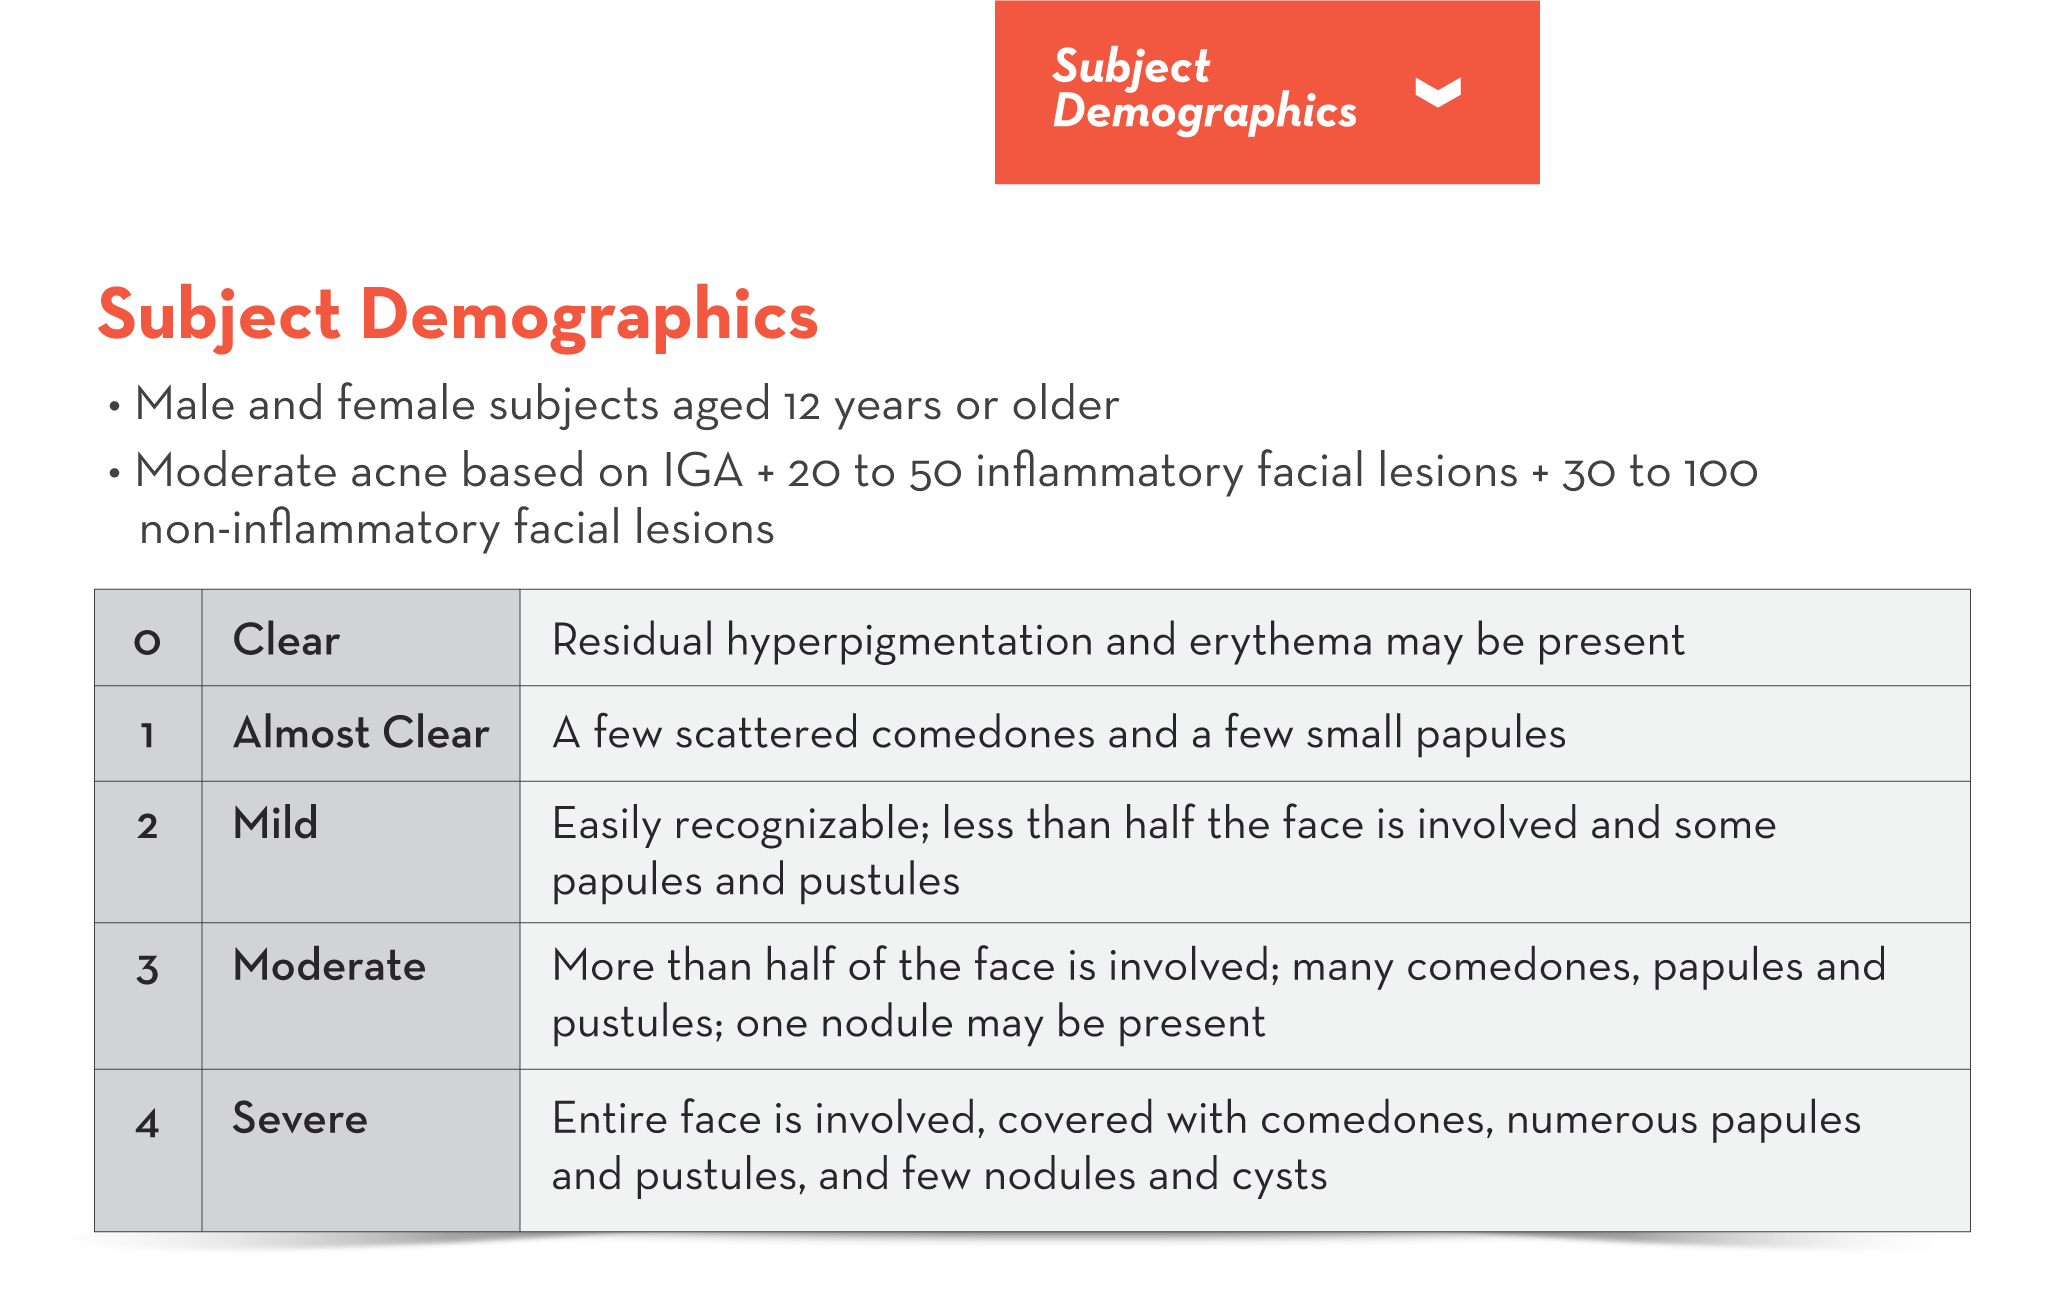 Subject
Demographics
Subject Demographics
• Male and female subjects aged 12 years or older
• Moderate acne based on IGA + 20 to 50 inflammatory facial lesions + 30 to 100
non-inflammatory facial lesions
0 Clear Residual hyperpigmentation and erythema may be present
1 Almost Clear A few scattered comedones and a few small papules
2 Mild Easily recognizable; less than half the face is involved and some
papules and pustules
3 Moderate More than half of the face is involved; many comedones, papules and
pustules; one nodule may be present
4 Severe Entire face is involved, covered with comedones, numerous papules
and pustules, and few nodules and cysts